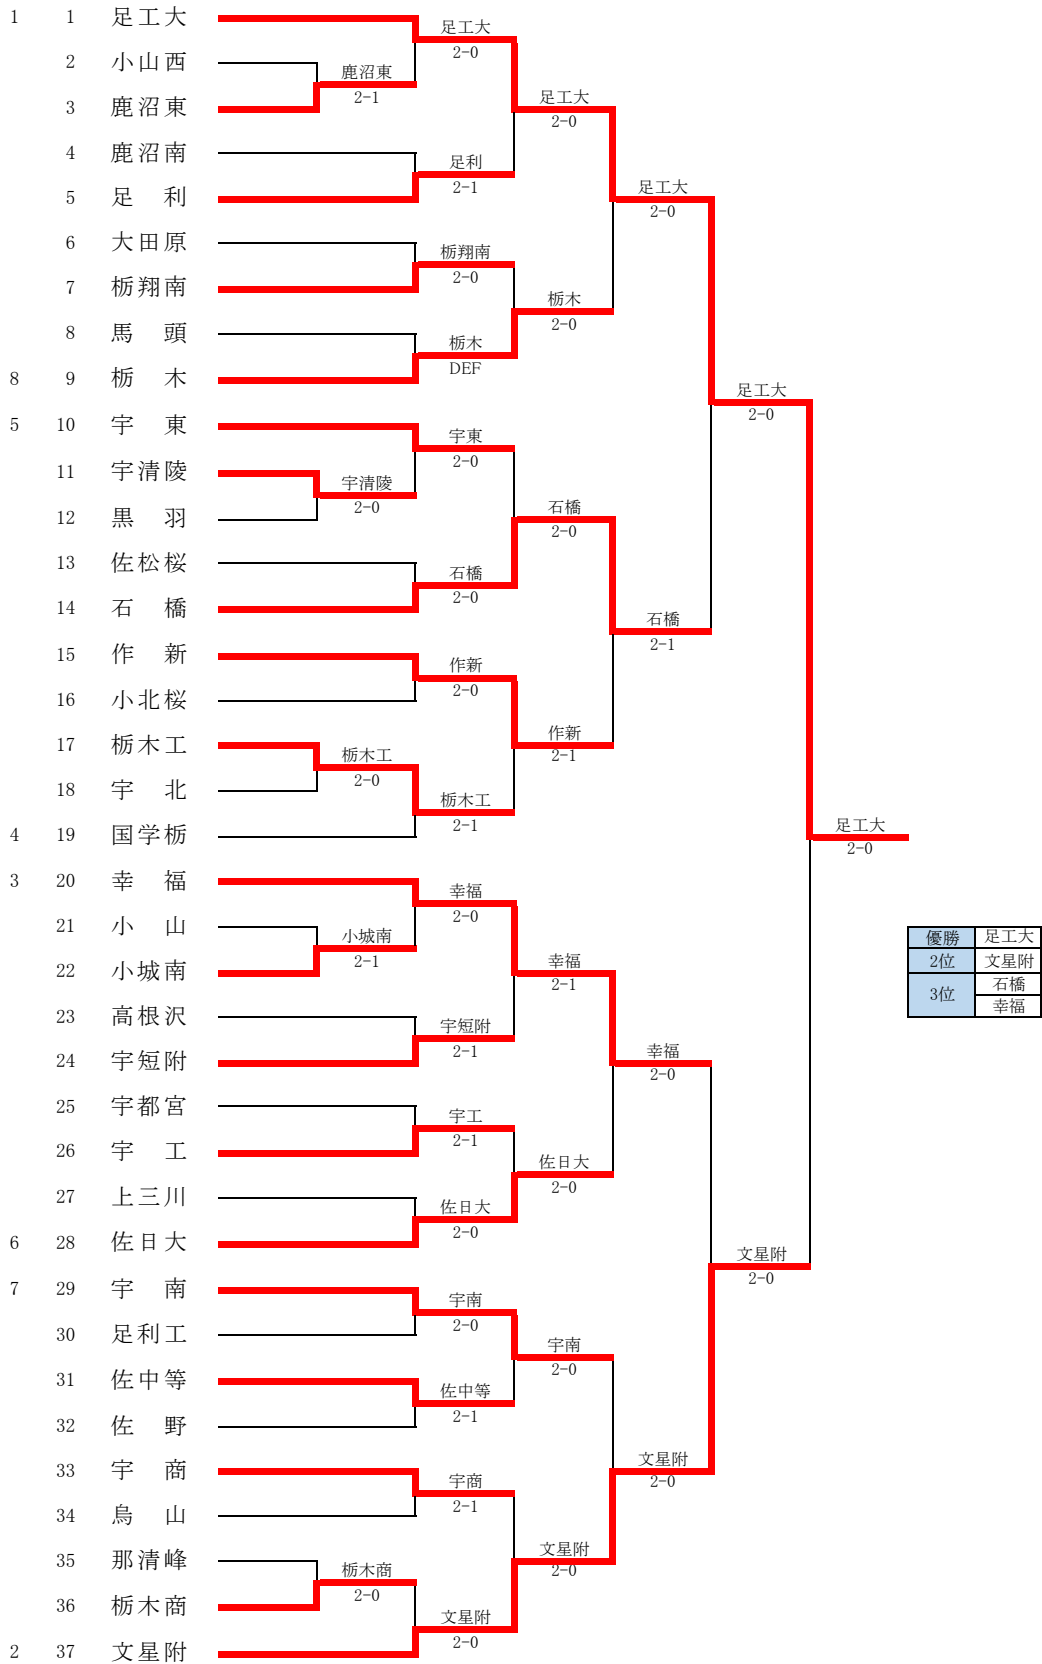 1 1 足工大
足工大
2-0
2 小山西
鹿沼東
2-1
足工大
2-0
3 鹿沼東
4 鹿沼南
足利
2-1
足工大
2-0
5 足 利
6 大田原
栃翔南
2-0
7 栃翔南
栃木
2-0
8 馬 頭
栃木
DEF
足工大
2-0
8 9 栃 木
5 10 宇 東
宇東
2-0
11 宇清陵
宇清陵
2-0
石橋
2-0
12 黒 羽
13 佐松桜
石橋
2-0
14 石 橋
石橋
2-1
15 作 新
作新
2-0
16 小北桜
作新
2-1
17 栃木工
栃木工
2-0
18 宇 北
栃木工
2-1
4 19 国学栃
足工大
2-0
3 20 幸 福
幸福
2-0
21 小 山
小城南
2-1
22 小城南
幸福
2-1
優勝 足工大
2位 文星附
3位 石橋
幸福
23 高根沢
宇短附
2-1
24 宇短附
幸福
2-0
25 宇都宮
宇工
2-1
26 宇 工
佐日大
2-0
27 上三川
佐日大
2-0
6 28 佐日大
文星附
2-0
7 29 宇 南
宇南
2-0
30 足利工
宇南
2-0
31 佐中等
佐中等
2-1
32 佐 野
文星附
2-0
33 宇 商
宇商
2-1
34 烏 山
文星附
2-0
35 那清峰
栃木商
2-0
36 栃木商
文星附
2-0
2 37 文星附